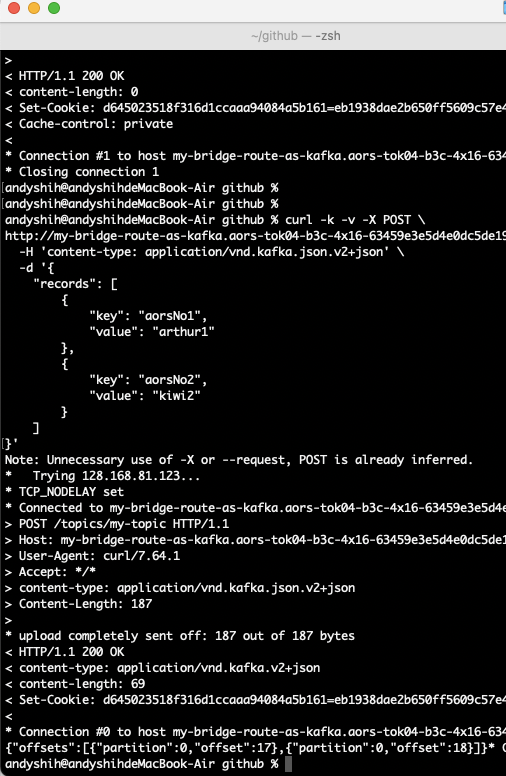 ~/github — -zsh
>
< HTTP/1.1 200 OK
< content-length: 0
< Set-Cookie: d645023518f316d1ccaaa94084a5b161=eb1938dae2b650ff5609c57e4
< Cache-control: private
<
* Connection #1 to host my-bridge-route-as-kafka.aors-tok04-b3c-4x16-634
* Closing connection 1
andyshih@andyshihdeMacBook-Air github %
andyshih@andyshihdeMacBook-Air github %
andyshih@andyshihdeMacBook-Air github % curl -k -v -X POST \
http://my-bridge-route-as-kafka.aors-tok04-b3c-4x16-63459e3e5d4e0dc5de19
  -H 'content-type: application/vnd.kafka.json.v2+json' \
  -d '{
    "records": [
        {
            "key": "aorsNo1",
            "value": "arthur1"
        },
        {
            "key": "aorsNo2",
            "value": "kiwi2"
        }
    ]
}'
Note: Unnecessary use of -X or --request, POST is already inferred.
*   Trying 128.168.81.123...
* TCP_NODELAY set
* Connected to my-bridge-route-as-kafka.aors-tok04-b3c-4x16-63459e3e5d4e
> POST /topics/my-topic HTTP/1.1
> Host: my-bridge-route-as-kafka.aors-tok04-b3c-4x16-63459e3e5d4e0dc5de1
> User-Agent: curl/7.64.1
> Accept: */*
> content-type: application/vnd.kafka.json.v2+json
> Content-Length: 187
>
* upload completely sent off: 187 out of 187 bytes
< HTTP/1.1 200 OK
< content-type: application/vnd.kafka.v2+json
< content-length: 69
< Set-Cookie: d645023518f316d1ccaaa94084a5b161=eb1938dae2b650ff5609c57e4
<
* Connection #0 to host my-bridge-route-as-kafka.aors-tok04-b3c-4x16-634
{"offsets":[{"partition":0,"offset":17},{"partition":0,"offset":18}]}* C
andyshih@andyshihdeMacBook-Air github %